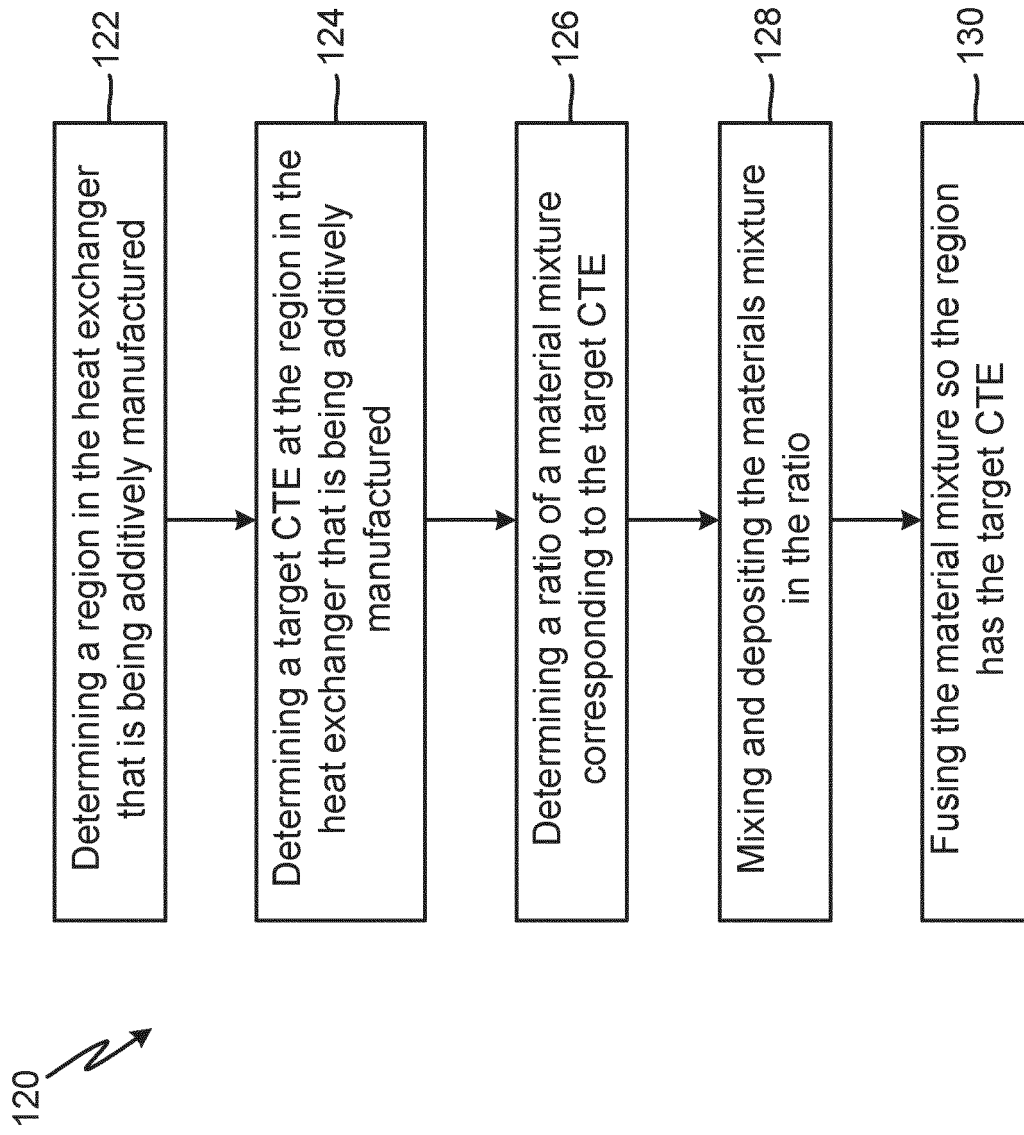 120
Determining a region in the heat exchanger
that is being additively manufactured
122
Determining a target CTE at the region in the
heat exchanger that is being additively
manufactured
124
Determining a ratio of a material mixture
corresponding to the target CTE
126
Mixing and depositing the materials mixture
in the ratio
128
Fusing the material mixture so the region
has the target CTE
130